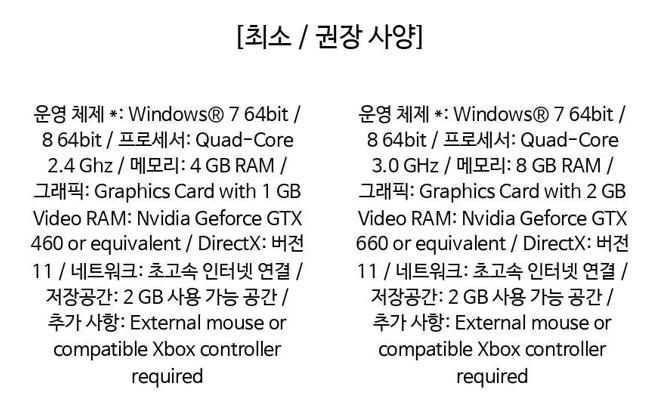 [최소 / 권장 사양]
운영 체제 *: Windows® 7 64bit /
8 64bit / 프로세서: Quad-Core
2.4 Ghz / 메모리: 4 GB RAM /
그래픽: Graphics Card with 1 GB
Video RAM: Nvidia Geforce GTX
460 or equivalent / DirectX: 버전
11 / 네트워크: 초고속 인터넷 연결 /
저장공간: 2 GB 사용 가능 공간 /
추가 사항: External mouse or
compatible Xbox controller
required
운영 체제 *: Windows® 7 64bit /
8 64bit / 프로세서: Quad-Core
3.0 GHz / 메모리: 8 GB RAM /
그래픽: Graphics Card with 2 GB
Video RAM: Nvidia Geforce GTX
660 or equivalent / DirectX: 버전
11 / 네트워크: 초고속 인터넷 연결 /
저장공간: 2 GB 사용 가능 공간 /
추가 사항: External mouse or
compatible Xbox controller
required